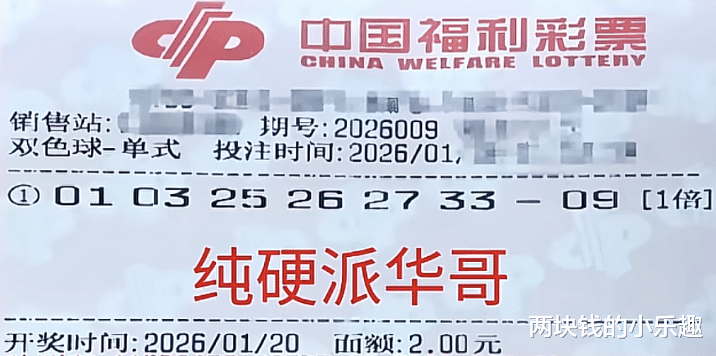 中国福利彩票
CHINA WELFARE LOTTERY
销售站: 期号:2026009
双色球-单式 投注时间:2026/01/
① 01 03 25 26 27 33 - 09 [1倍]
纯硬派华哥
两块钱的小乐趣
开奖时间:2026/01/20 面额:2.00元